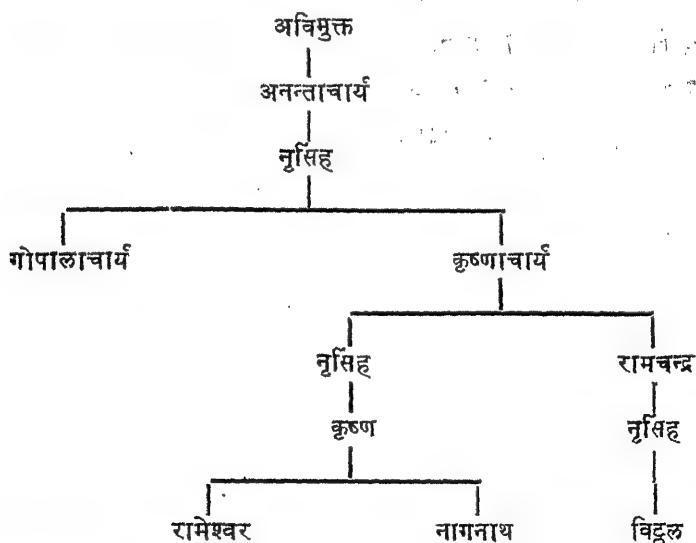 अविमुक्त
अनन्ताचार्य
नृसिंह
गोपालाचार्य कृष्णाचार्य
नृसिंह रामचन्द्र
कृष्ण नृसिंह
रामेश्वर नागनाथ विट्ठल